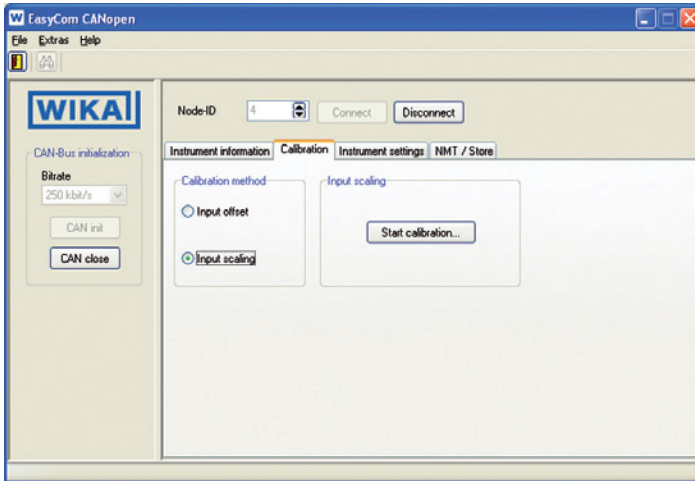 W EasyCom CANopen
File Extras Help
WIKA
Node-ID 4 Connect Disconnect
CAN-Bus initialization
Bitrate
250 kbit/s
CAN init
CAN close
Instrument information Calibration Instrument settings NMT / Store
Calibration method
Input offset
Input scaling
Input scaling
Start calibration...